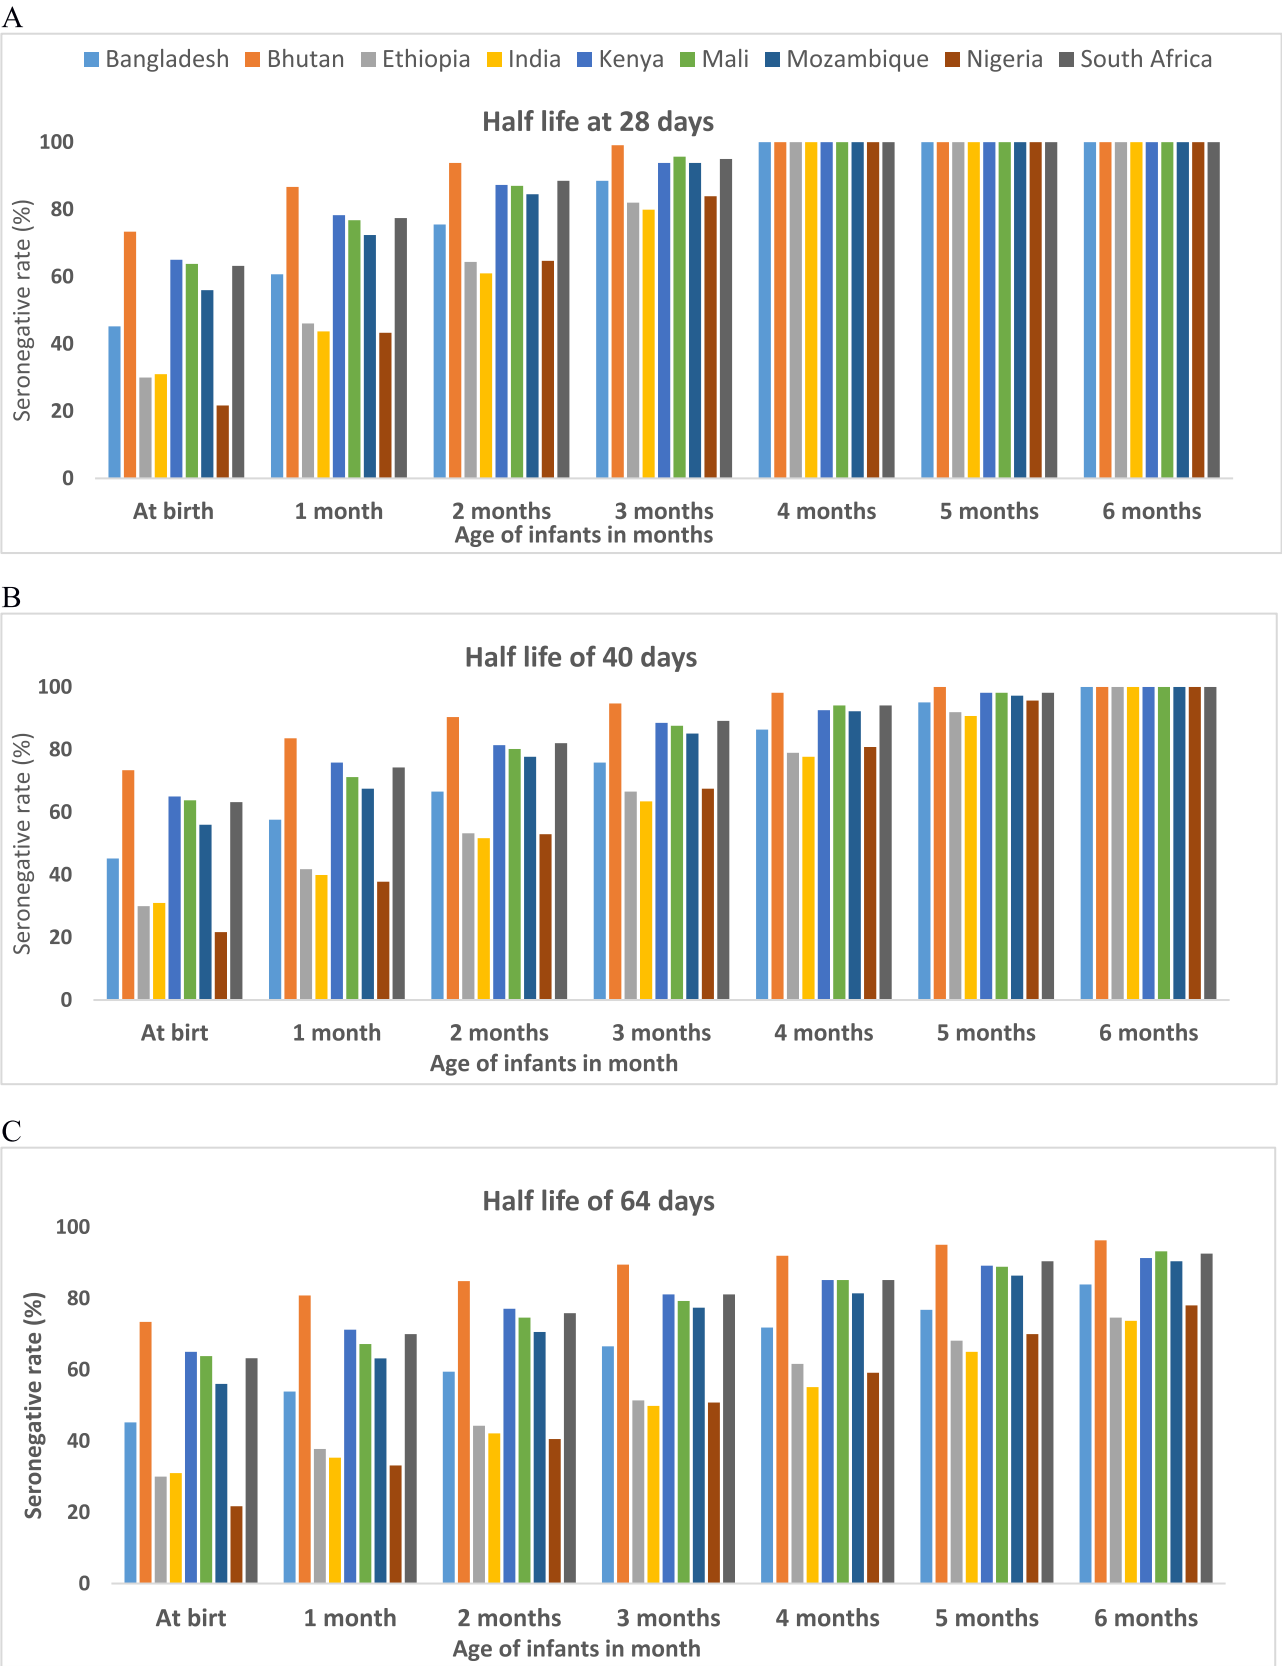 A
Bangladesh Bhutan Ethiopia India Kenya Mali Mozambique Nigeria South Africa
Half life at 28 days
Seronegative rate (%)
100
80
60
40
20
0
At birth 1 month 2 months 3 months 4 months 5 months 6 months
Age of infants in months
B
Half life of 40 days
Seronegative rate (%)
100
80
60
40
20
0
At birt 1 month 2 months 3 months 4 months 5 months 6 months
Age of infants in month
C
Half life of 64 days
Seronegative rate (%)
100
80
60
40
20
0
At birt 1 month 2 months 3 months 4 months 5 months 6 months
Age of infants in month